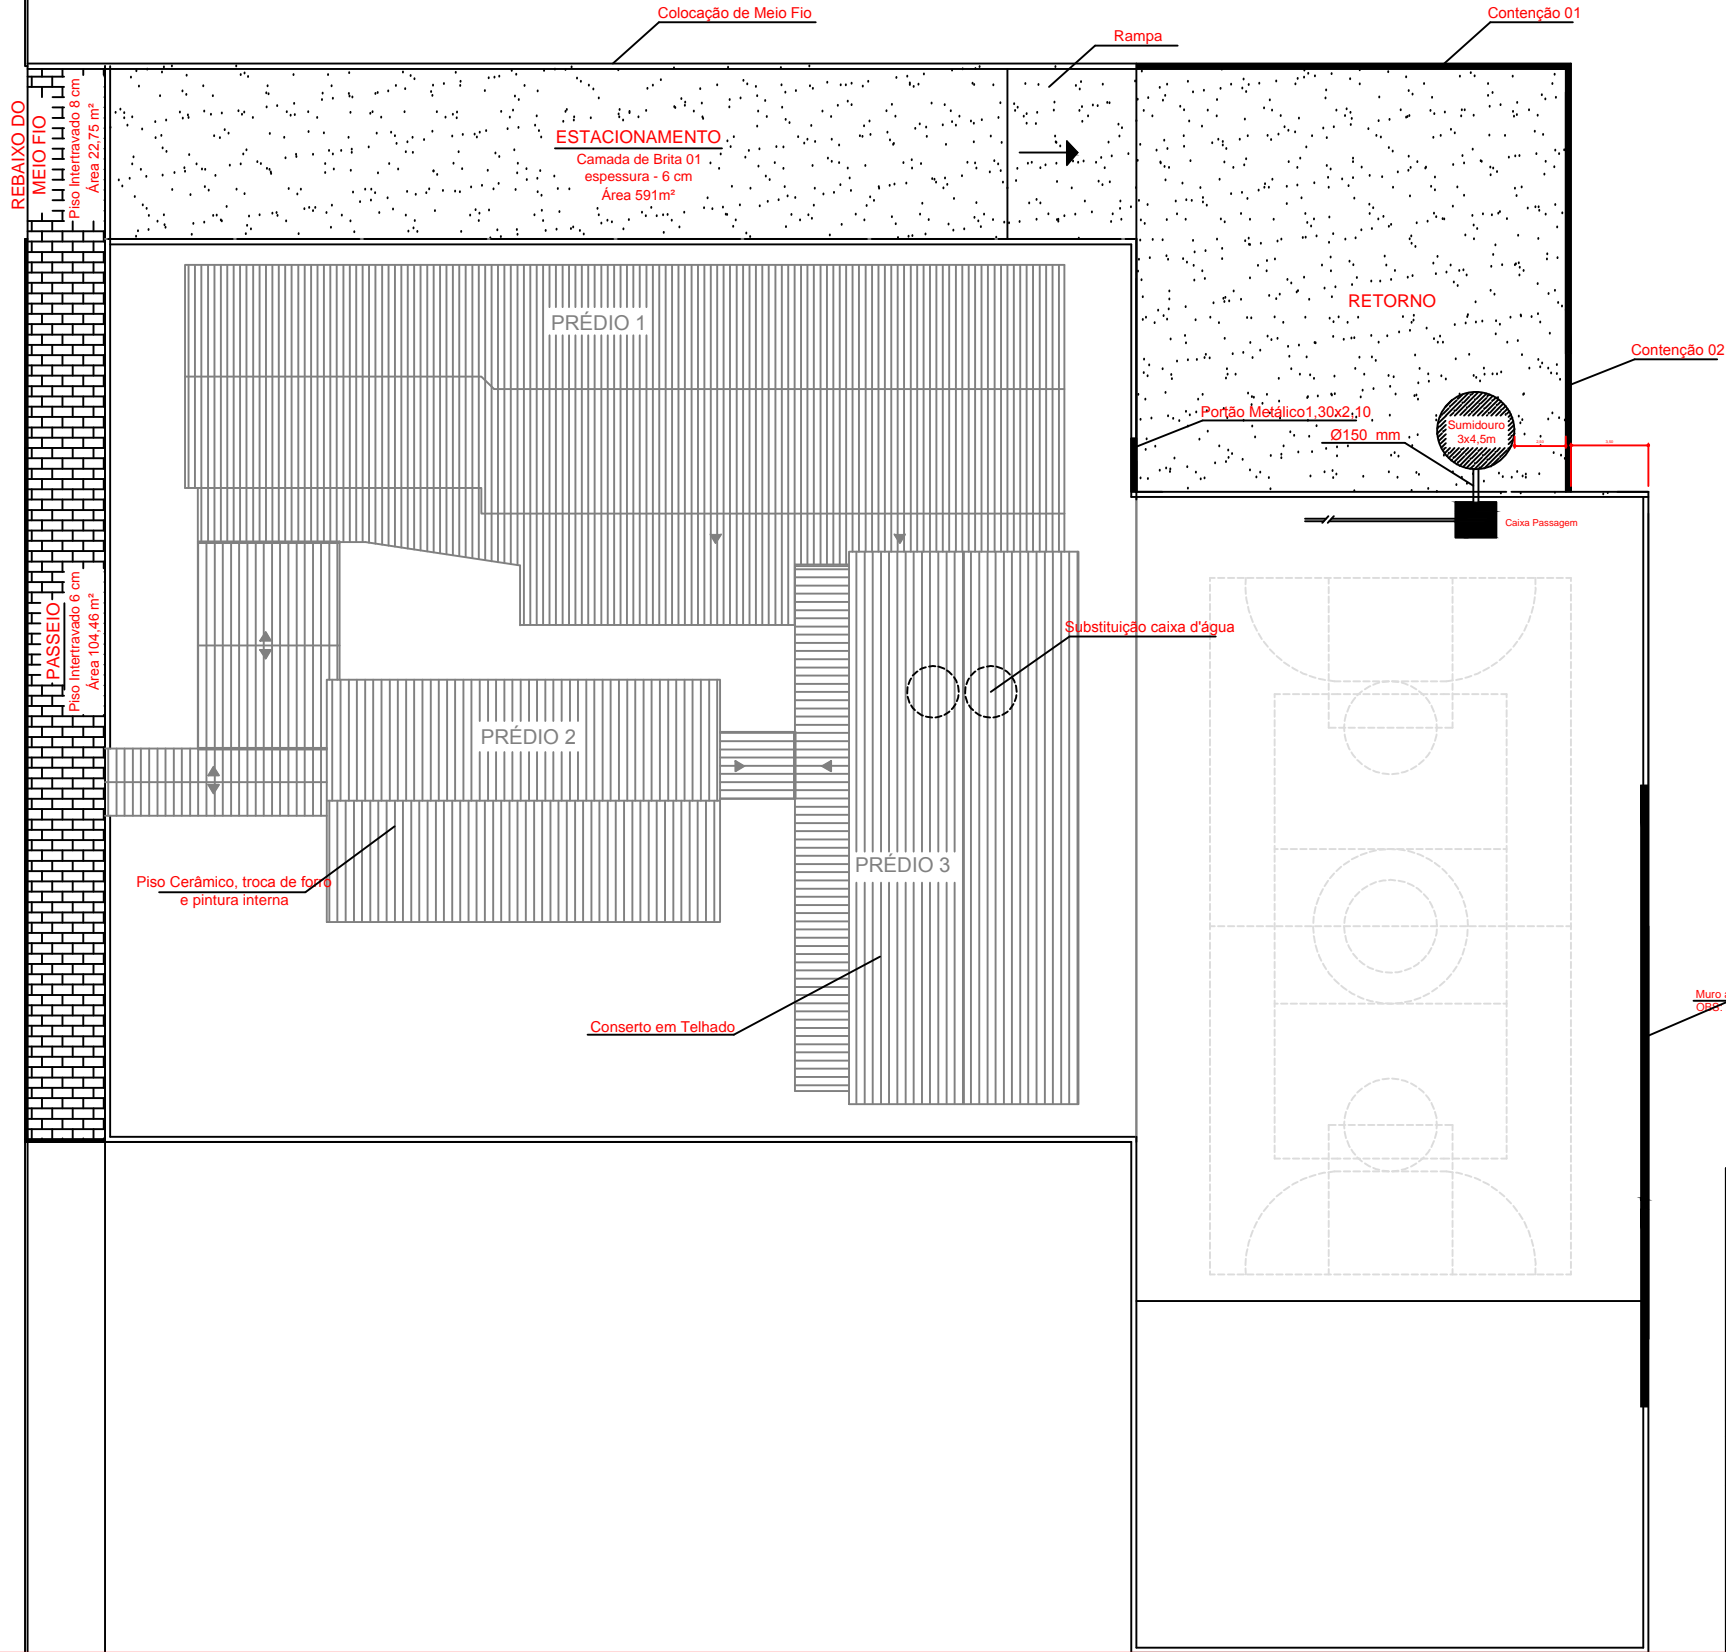 Colocação de Meio Fio
Contenção 01
Rampa
REBAIXO DO
MEIO FIO
Piso Intertravado 8 cm
Área 22,75 m²
ESTACIONAMENTO
Camada de Brita 01
espessura - 6 cm
Área 591m²
RETORNO
PRÉDIO 1
Contenção 02
Portão Metálico1,30x2,10
Ø150 mm
Sumidouro
3x4,5m
Caixa Passagem
PASSEIO
Piso Intertravado 6 cm
Área 104,46 m²
Substituição caixa d'água
PRÉDIO 2
PRÉDIO 3
Piso Cerâmico, troca de forro
e pintura interna
Conserto em Telhado
Muro
OBS: